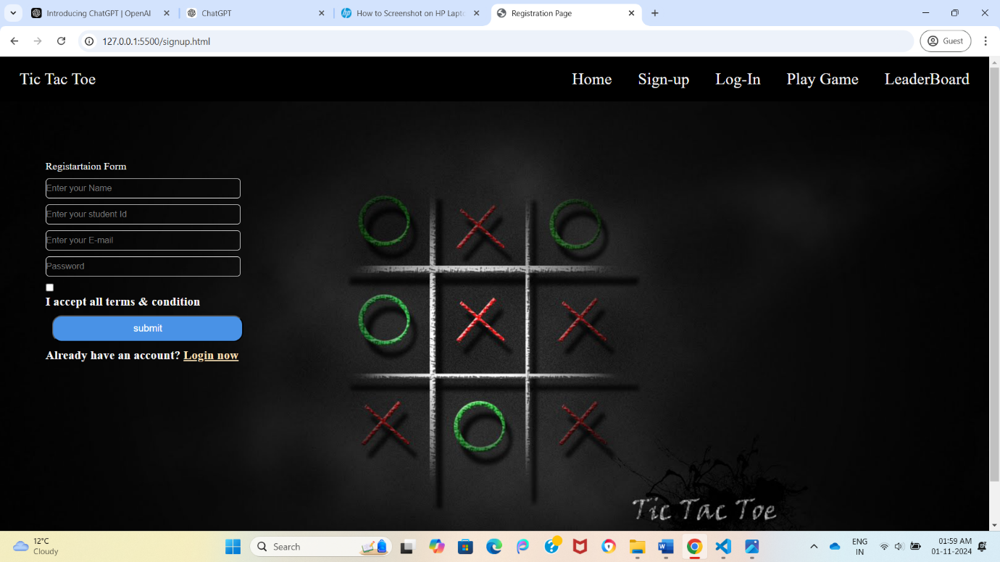 Introducing ChatGPT | OpenAI
ChatGPT
How to Screenshot on HP Lapt
Registration Page
127.0.0.1:5500/signup.html
Guest
Tic Tac Toe
Home
Sign-up
Log-In
Play Game
LeaderBoard
Registartaion Form
Enter your Name
Enter your student Id
Enter your E-mail
Password
I accept all terms & condition
submit
Already have an account? Login now
Tic Tac Toe
12°C
Cloudy
Search
ENG
IN
01:59 AM
01-11-2024